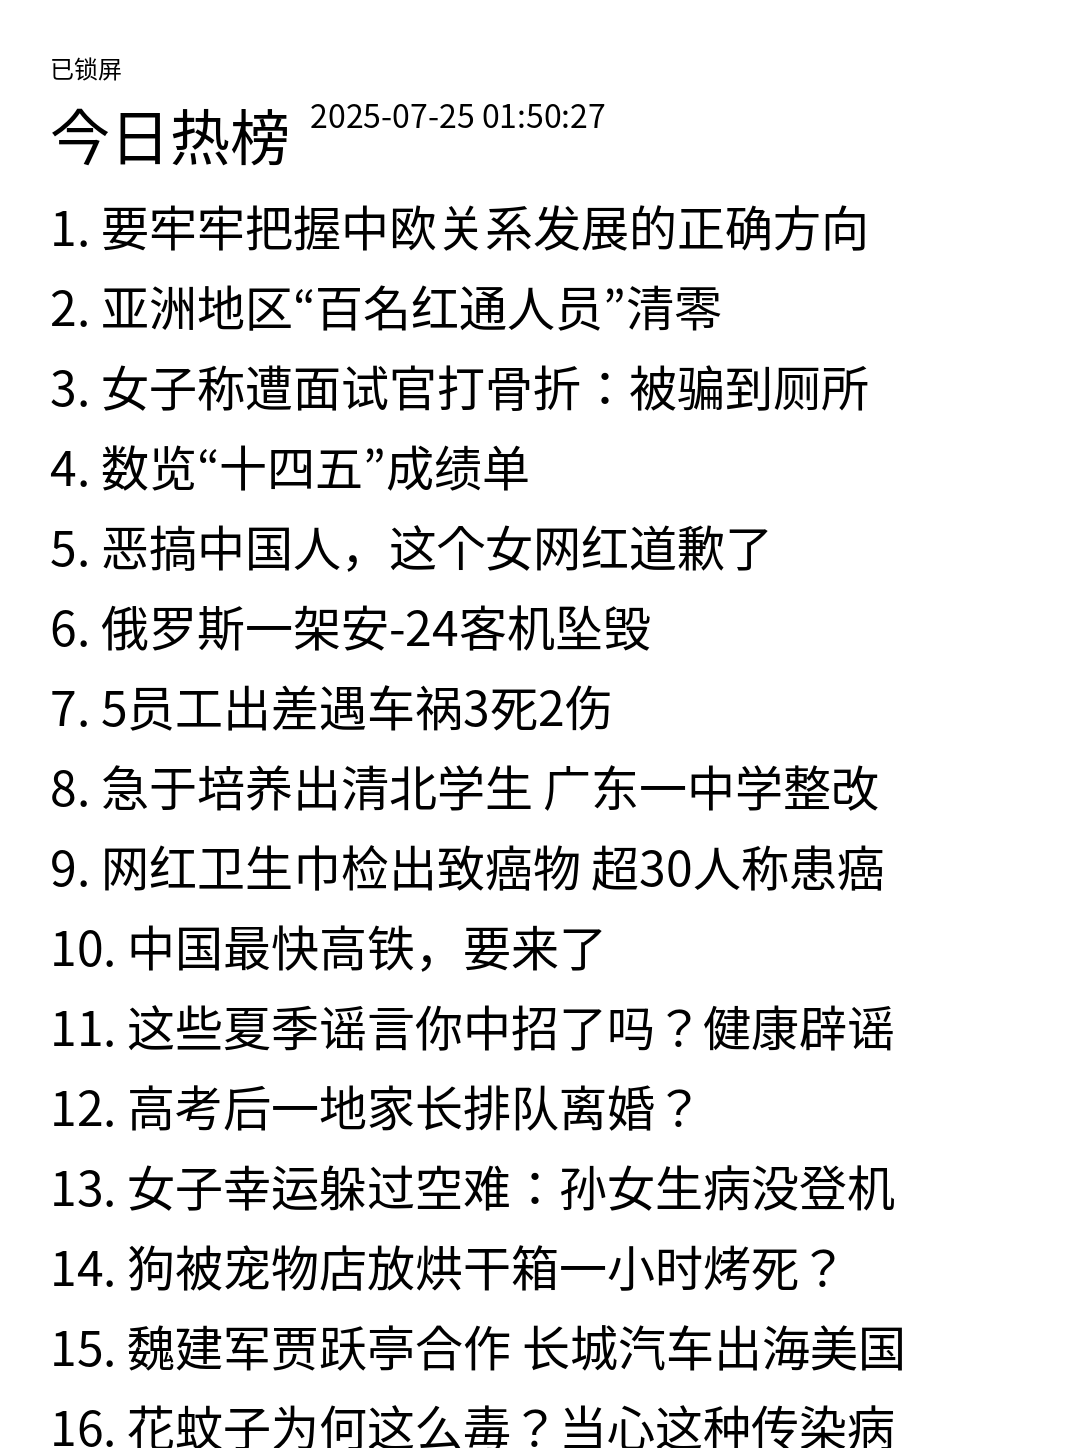 已锁屏
今日热榜 2025-07-25 01:50:27
1. 要牢牢把握中欧关系发展的正确方向
2. 亚洲地区“百名红通人员”清零
3. 女子称遭面试官打骨折：被骗到厕所
4. 数览“十四五”成绩单
5. 恶搞中国人，这个女网红道歉了
6. 俄罗斯一架安-24客机坠毁
7. 5员工出差遇车祸3死2伤
8. 急于培养出清北学生 广东一中学整改
9. 网红卫生巾检出致癌物 超30人称患癌
10. 中国最快高铁，要来了
11. 这些夏季谣言你中招了吗？健康辟谣
12. 高考后一地家长排队离婚？
13. 女子幸运躲过空难：孙女生病没登机
14. 狗被宠物店放烘干箱一小时烤死？
15. 魏建军贾跃亭合作 长城汽车出海美国
16. 花蚊子为何这么毒？当心这种传染病